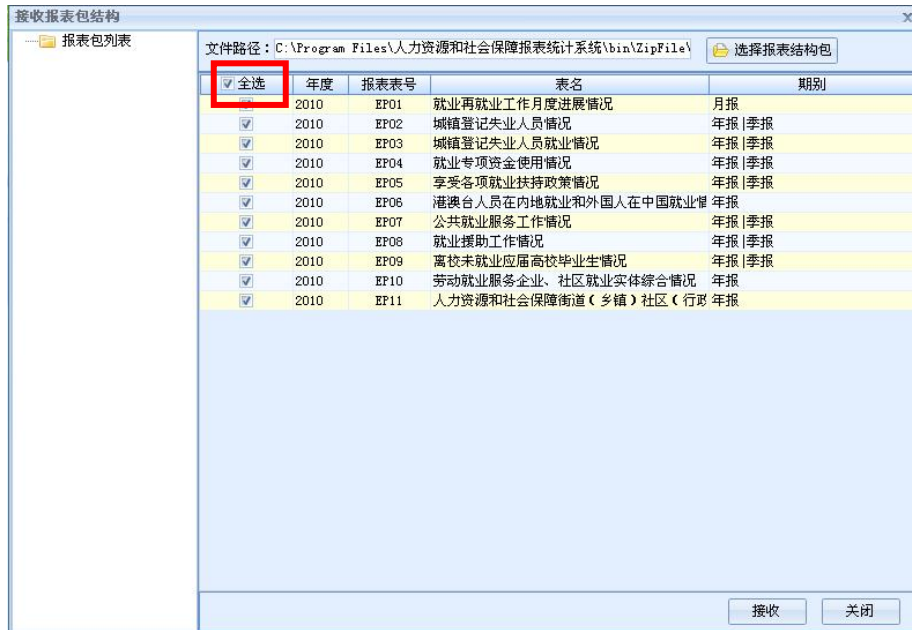 接收报表包结构
报表包列表
文件路径：C:\Program Files\人力资源和社会保障报表统计系统\bin\ZipFile\ 选择报表结构包
全选 年度 报表表号 表名 期别
2010 EP01 就业再就业工作月度进展情况 月报
2010 EP02 城镇登记失业人员情况 年报|季报
2010 EP03 城镇登记失业人员就业情况 年报|季报
2010 EP04 就业专项资金使用情况 年报|季报
2010 EP05 享受各项就业扶持政策情况 年报|季报
2010 EP06 港澳台人员在内地就业和外国人在中国就业情 年报
2010 EP07 公共就业服务工作情况 年报|季报
2010 EP08 就业援助工作情况 年报|季报
2010 EP09 离校未就业应届高校毕业生情况 年报|季报
2010 EP10 劳动就业服务企业、社区就业实体综合情况 年报
2010 EP11 人力资源和社会保障街道（乡镇）社区（行政 年报
接收 关闭